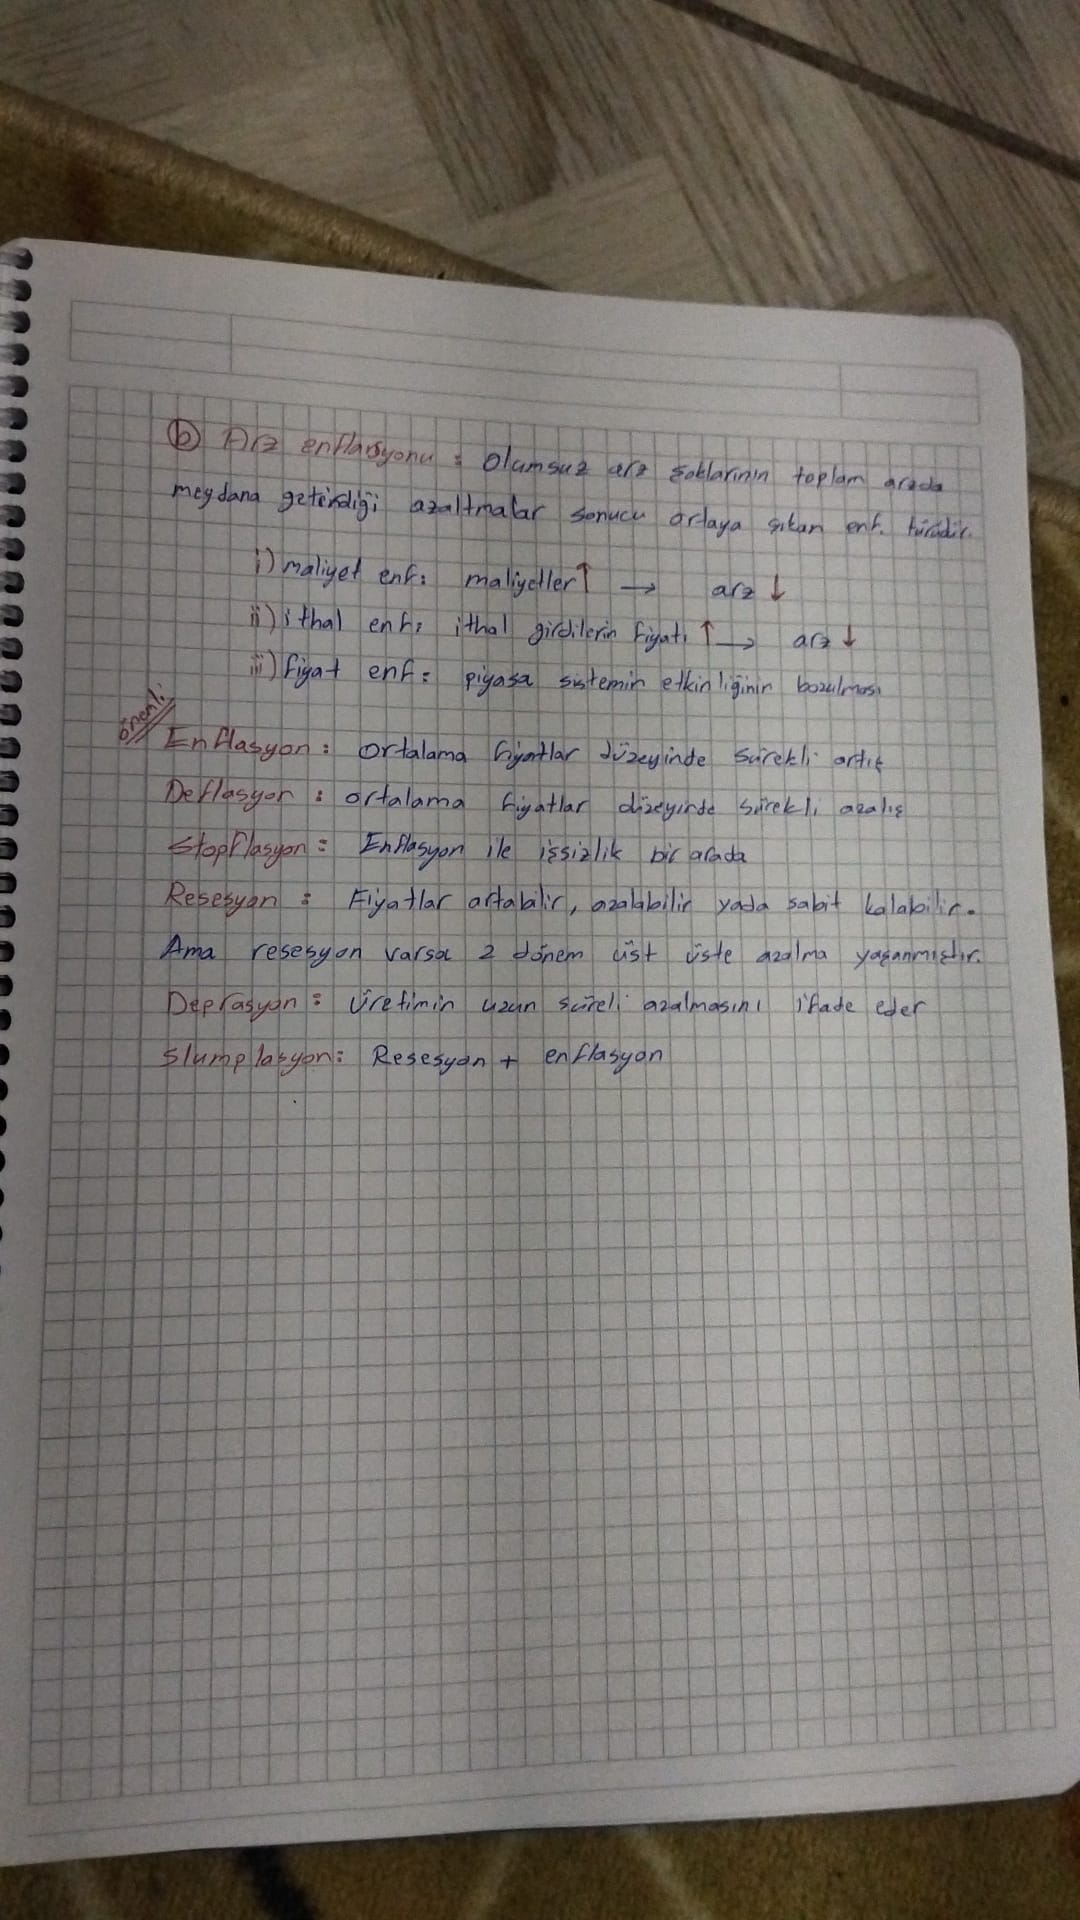 b) Arz enflasyonu : Olumsuz arz şoklarının toplam arzda
meydana getirdiği azaltmalar sonucu ortaya çıkan enf. türüdür.
i) maliyet enf: maliyetler ↑ → arz ↓
ii) ithal enf: ithal girdilerin fiyatı ↑ → arz ↓
iii) fiyat enf: piyasa sistemin etkinliğinin bozulması
önemli
Enflasyon : Ortalama fiyatlar düzeyinde sürekli artış
Deflasyon : ortalama fiyatlar düzeyinde sürekli azalış
Stopflasyon : Enflasyon ile işsizlik bir arada
Resesyon : Fiyatlar artabilir, azalabilir yada sabit kalabilir.
Ama resesyon varsa 2 dönem üst üste azalma yaşanmıştır.
Deprasyon : Üretimin uzun süreli azalmasını ifade eder
Slumplasyon : Resesyon + enflasyon